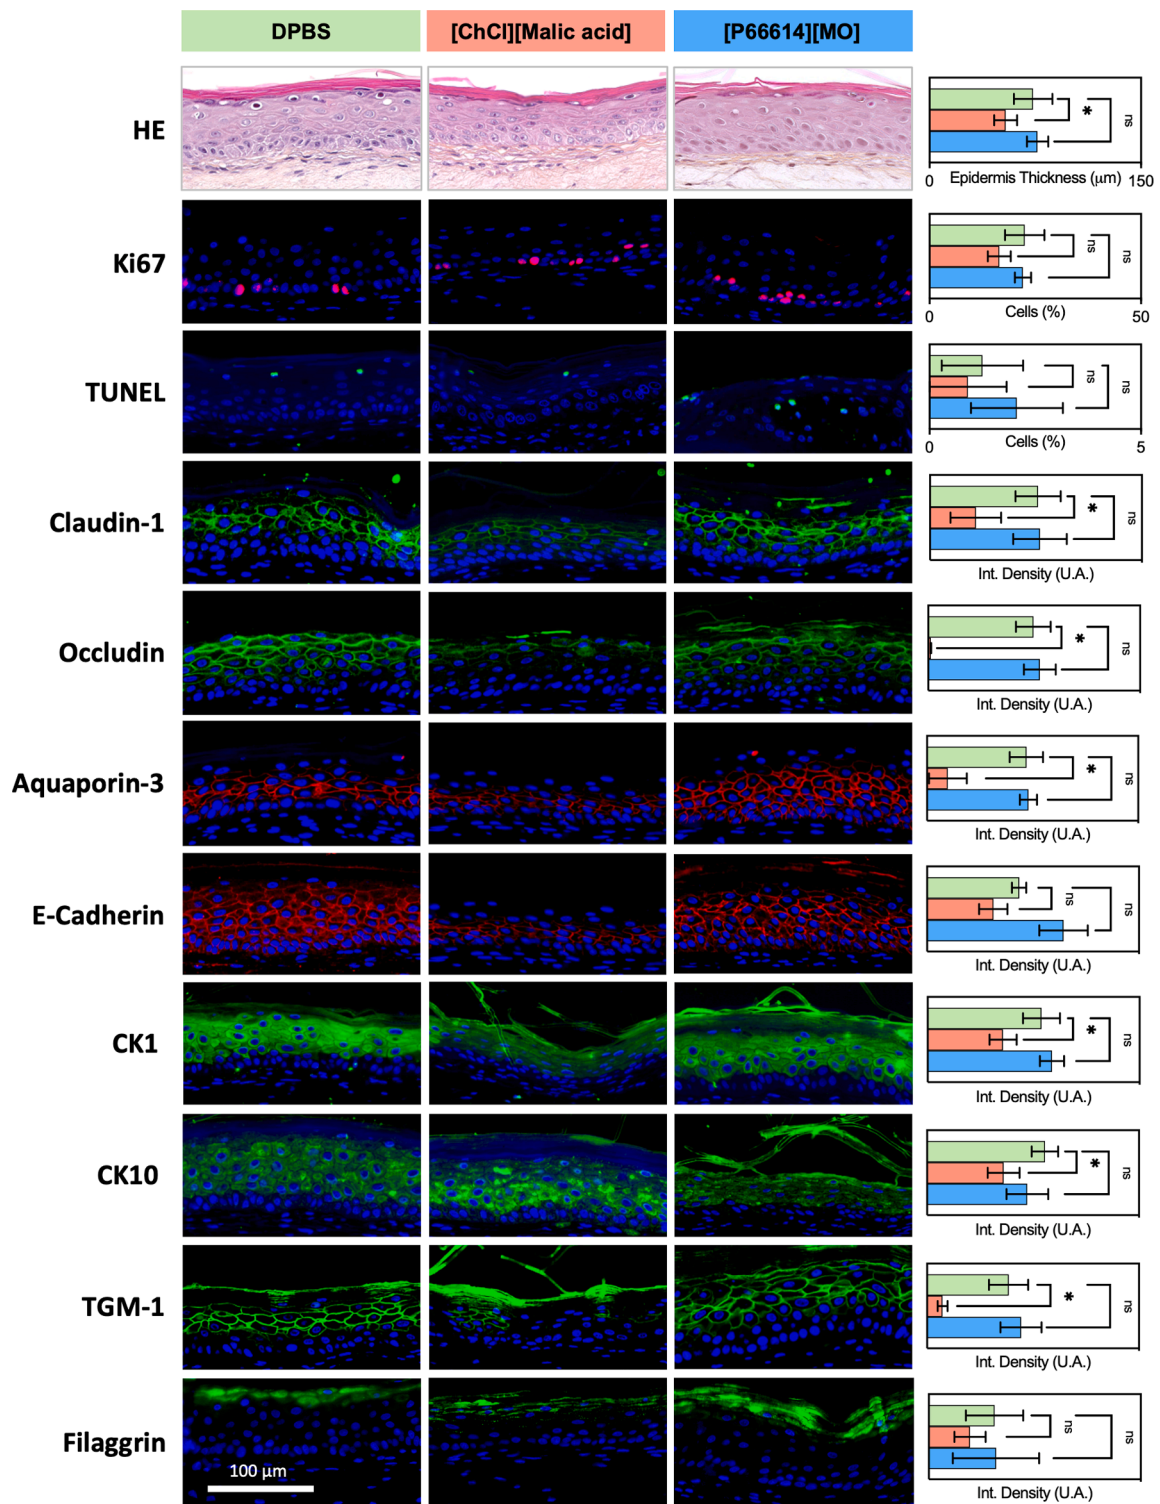 DPBS [ChCl][Malic acid] [P66614][MO]
HE
* ns
0 Epidermis Thickness (μm) 150
Ki67
ns ns
0 Cells (%) 50
TUNEL
ns ns
0 Cells (%) 5
Claudin-1
* ns
Int. Density (U.A.)
Occludin
* ns
Int. Density (U.A.)
Aquaporin-3
* ns
Int. Density (U.A.)
E-Cadherin
ns ns
Int. Density (U.A.)
CK1
* ns
Int. Density (U.A.)
CK10
* ns
Int. Density (U.A.)
TGM-1
* ns
Int. Density (U.A.)
Filaggrin
ns ns
100 μm
Int. Density (U.A.)